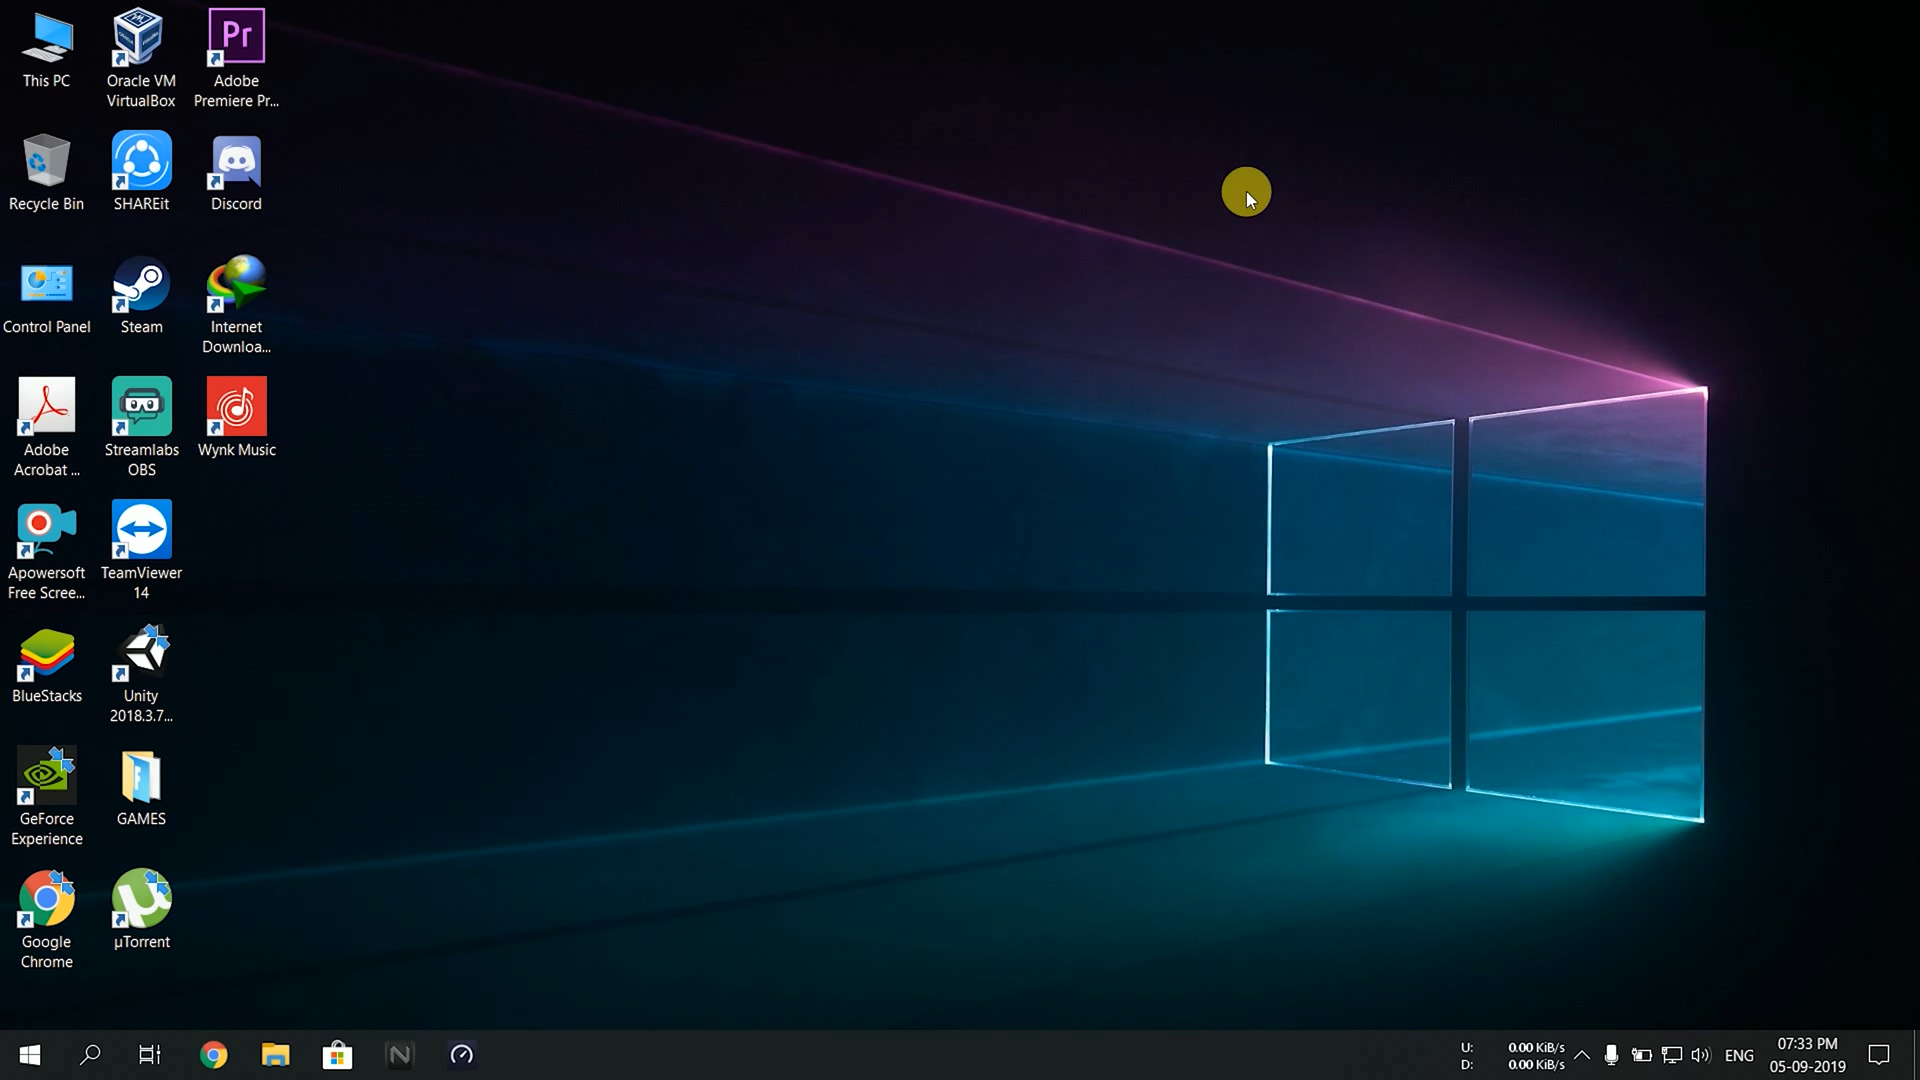 This PC
Oracle VM
VirtualBox
Pr
Adobe
Premiere Pr...
Recycle Bin
SHAREit
Discord
Control Panel
Steam
Internet
Downloa...
Adobe
Acrobat ...
Streamlabs
OBS
Wynk Music
Apowersoft
Free Scree...
TeamViewer
14
BlueStacks
Unity
2018.3.7...
GeForce
Experience
GAMES
Google
Chrome
µTorrent
U: 0.00 KiB/s
D: 0.00 KiB/s
ENG
07:33 PM
05-09-2019